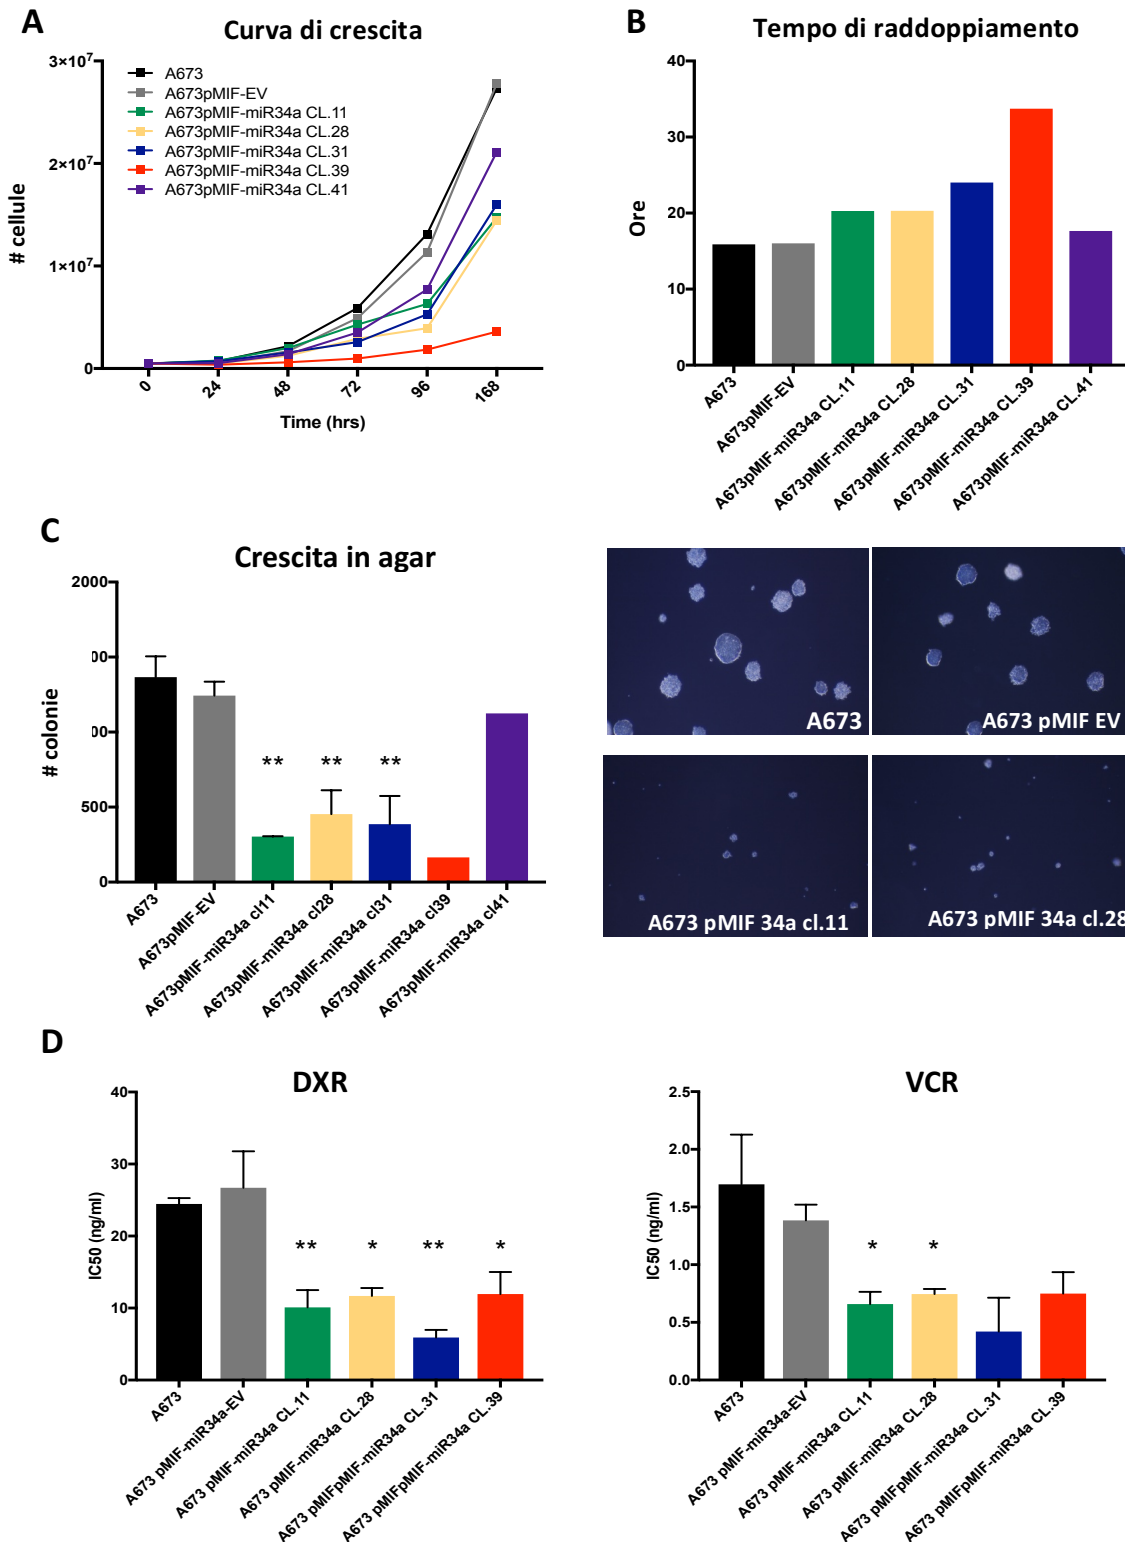 A
Curva di crescita
3×10⁷
2×10⁷
1×10⁷
0
# cellule
A673
A673pMIF-EV
A673pMIF-miR34a CL.11
A673pMIF-miR34a CL.28
A673pMIF-miR34a CL.31
A673pMIF-miR34a CL.39
A673pMIF-miR34a CL.41
0
24
48
72
96
168
Time (hrs)
B
Tempo di raddoppiamento
40
30
20
10
0
Ore
A673
A673pMIF-EV
A673pMIF-miR34a CL.11
A673pMIF-miR34a CL.28
A673pMIF-miR34a CL.31
A673pMIF-miR34a CL.39
A673pMIF-miR34a CL.41
C
Crescita in agar
2000
00
00
500
0
# colonie
** ** **
A673
A673pMIF-EV
A673pMIF-miR34a cl11
A673pMIF-miR34a cl28
A673pMIF-miR34a cl31
A673pMIF-miR34a cl39
A673pMIF-miR34a cl41
A673
A673 pMIF EV
A673 pMIF 34a cl.11
A673 pMIF 34a cl.28
D
DXR
40
30
20
10
0
IC50 (ng/ml)
** * ** *
A673
A673 pMIF-miR34a-EV
A673 pMIF-miR34a CL.11
A673 pMIF-miR34a CL.28
A673 pMIFpMIF-miR34a CL.31
A673 pMIFpMIF-miR34a CL.39
VCR
2.5
2.0
1.5
1.0
0.5
0.0
IC50 (ng/ml)
* *
A673
A673 pMIF-miR34a-EV
A673 pMIF-miR34a CL.11
A673 pMIF-miR34a CL.28
A673 pMIFpMIF-miR34a CL.31
A673 pMIFpMIF-miR34a CL.39